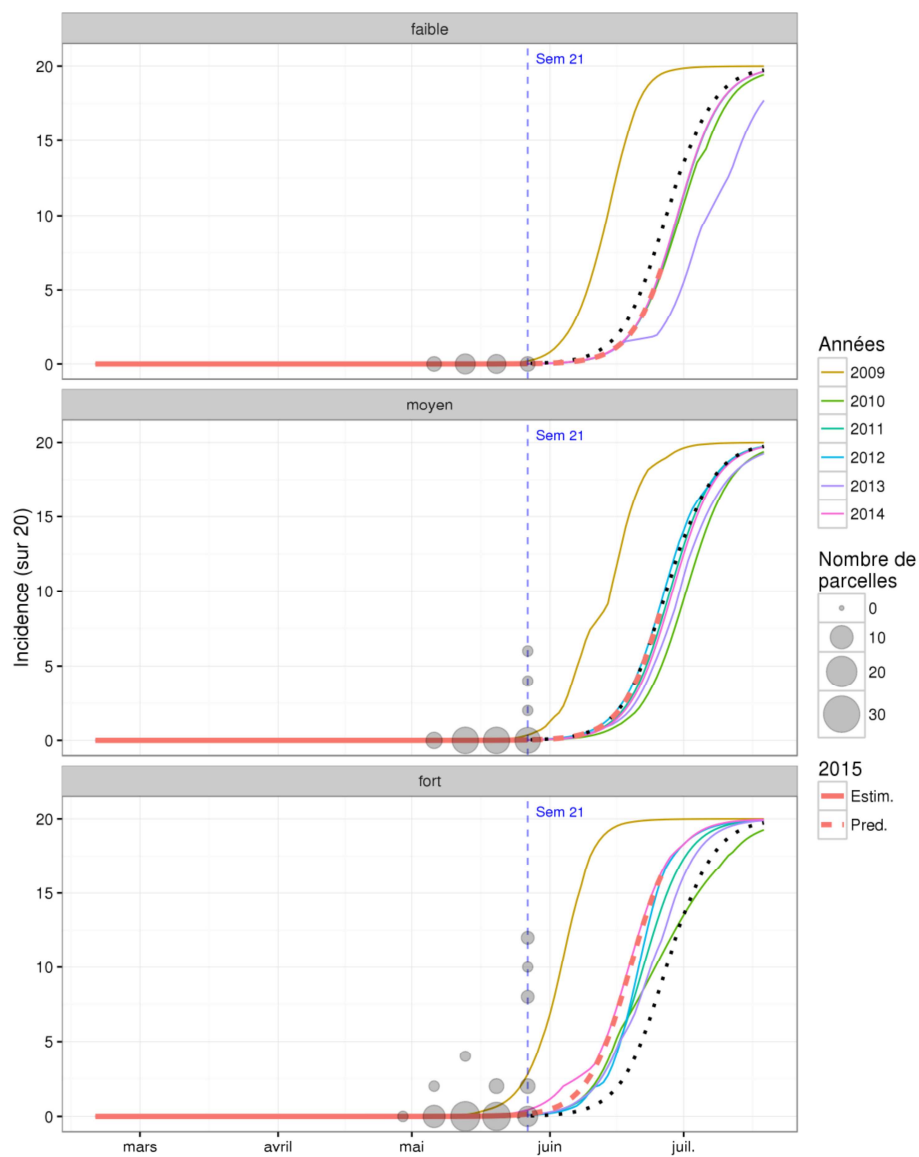 faible
Sem 21
20
15
10
5
0
moyen
Sem 21
20
15
10
5
0
Incidence (sur 20)
fort
Sem 21
20
15
10
5
0
mars
avril
mai
juin
juil.
Années
2009
2010
2011
2012
2013
2014
Nombre de
parcelles
0
10
20
30
2015
Estim.
Pred.